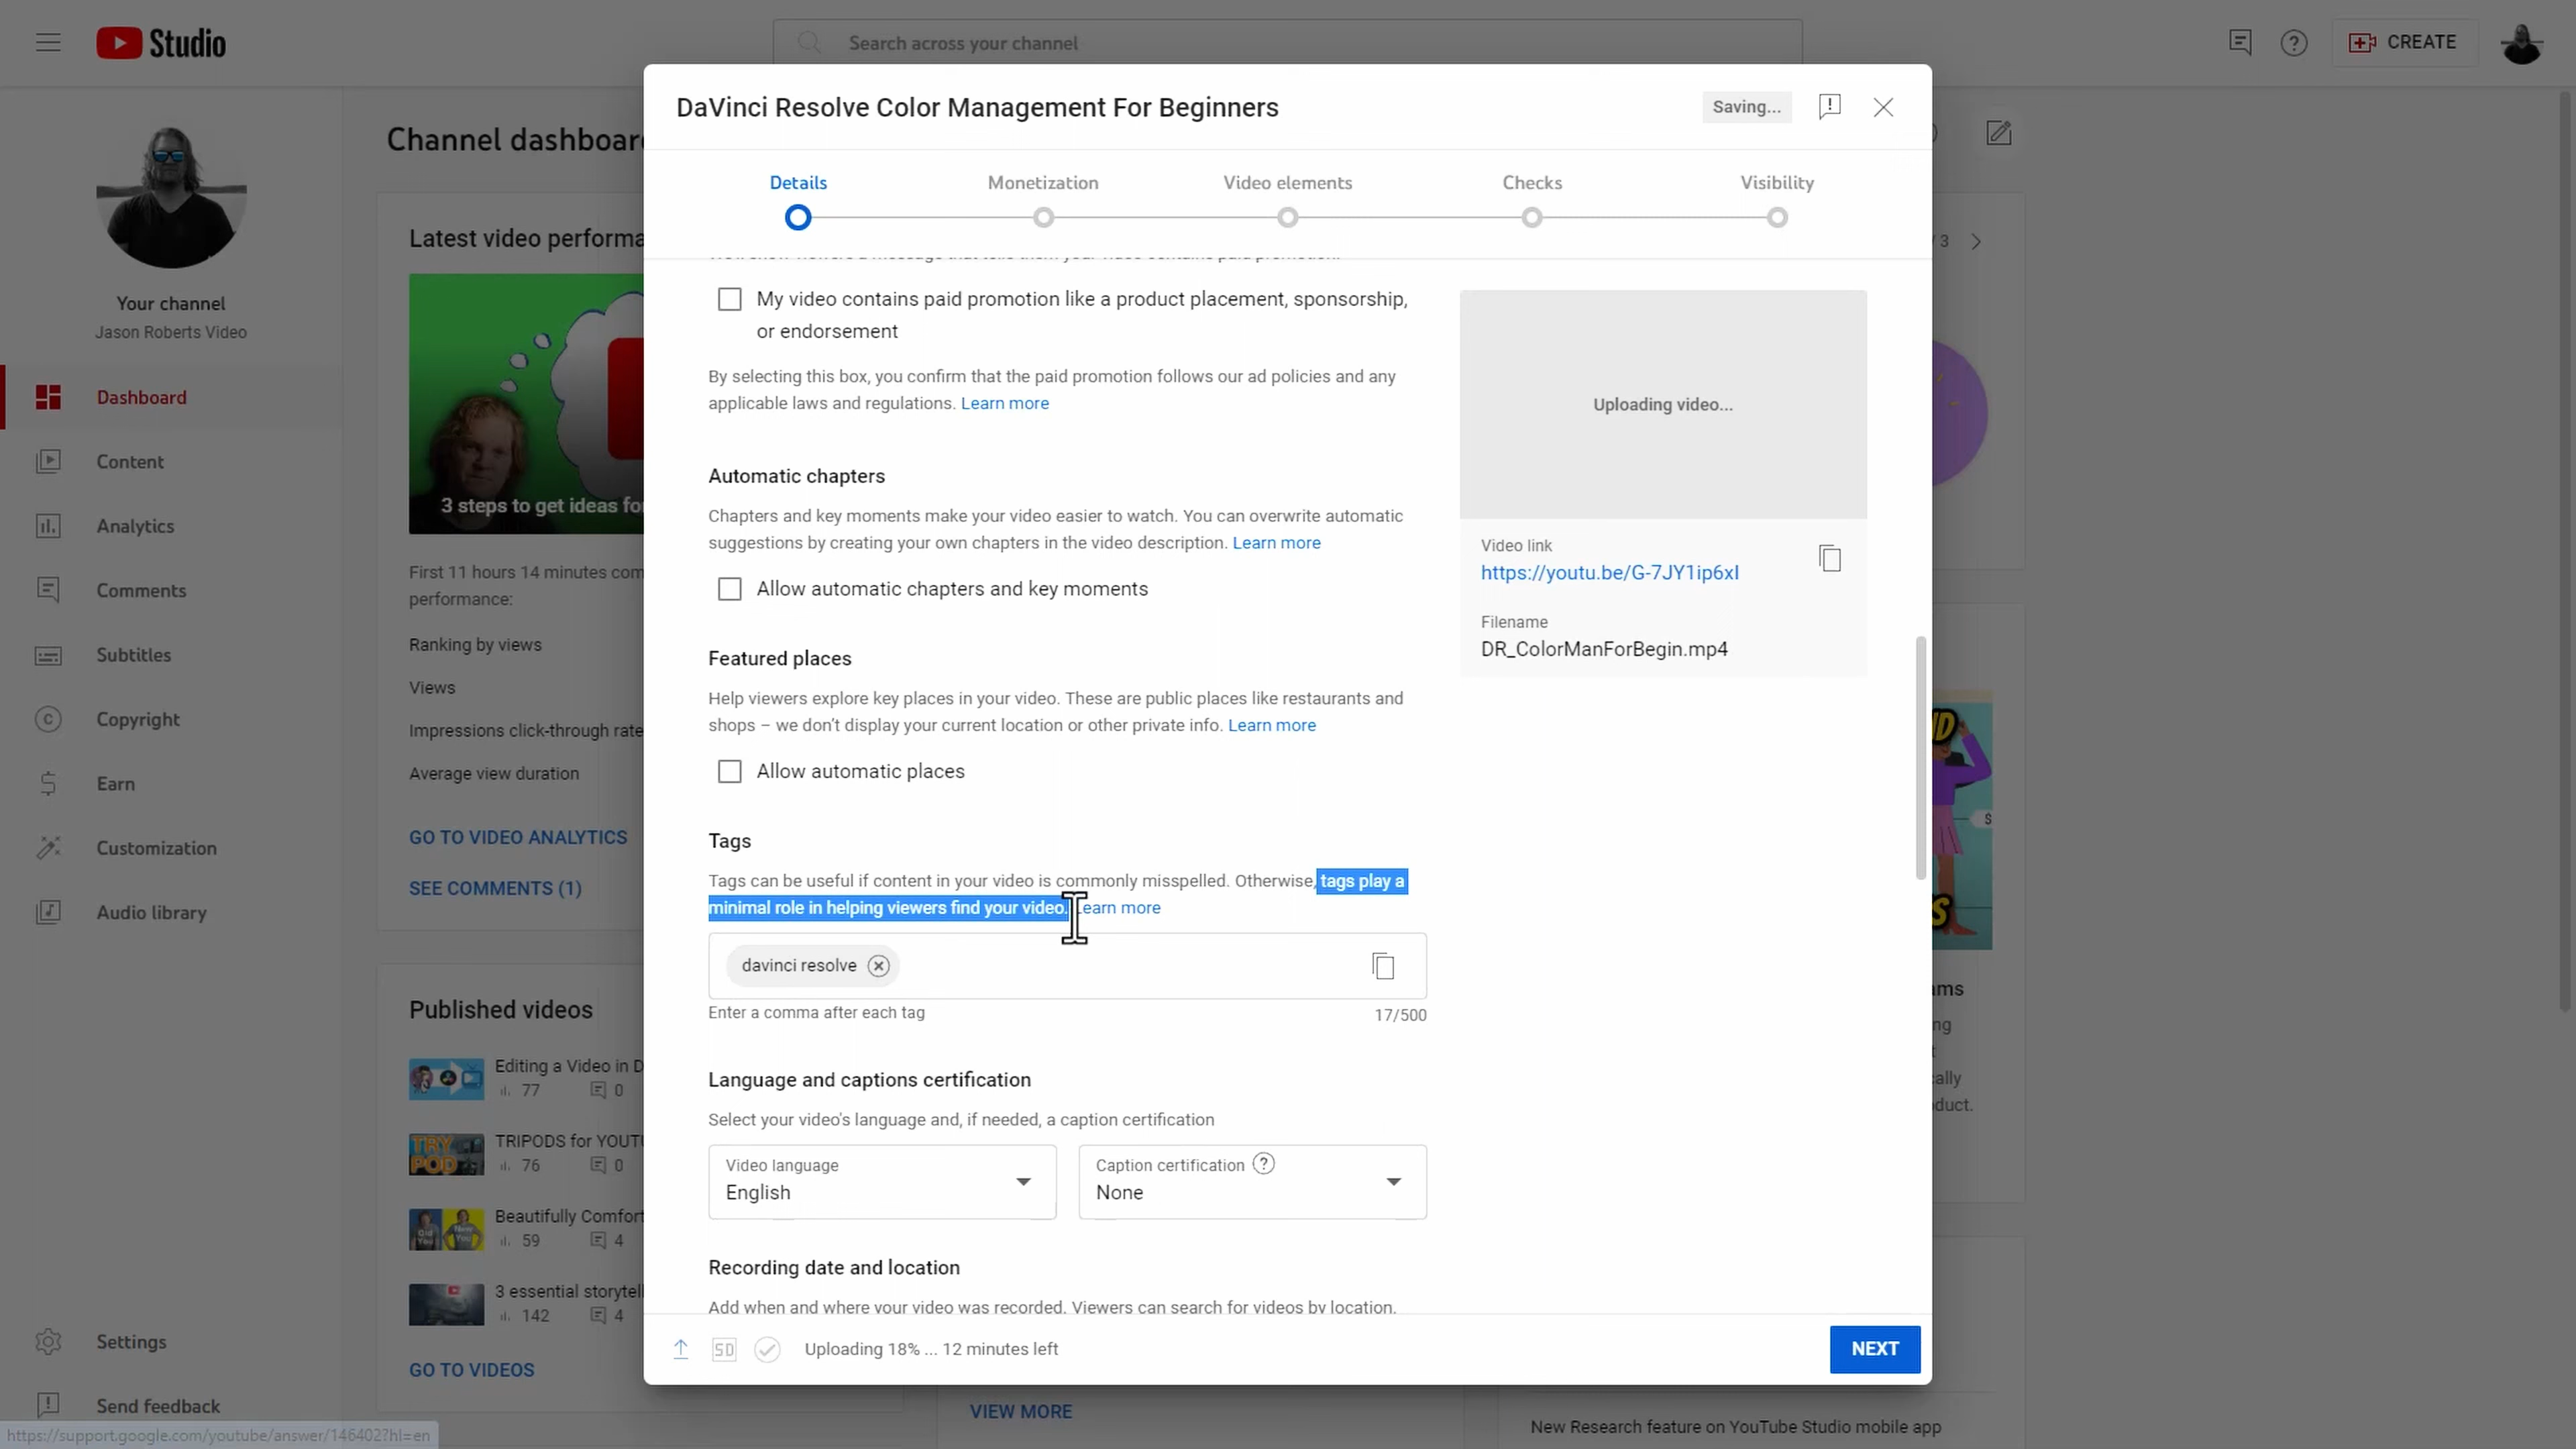 Studio
Search across your channel
CREATE
Your channel
Jason Roberts Video
Dashboard
Content
Analytics
Comments
Subtitles
Copyright
Earn
Customization
Audio library
Settings
Send feedback
https://support.google.com/youtube/answer/146402?hl=en
Channel dashboar
Latest video performa
3 steps to get ideas fo
First 11 hours 14 minutes com
performance:
Ranking by views
Views
Impressions click-through rate
Average view duration
GO TO VIDEO ANALYTICS
SEE COMMENTS (1)
Published videos
Editing a Video in D
77 0
TRY
POD
TRIPODS for YOUT
76 0
Beautifully Comfor
59 4
3 essential storytel
142 4
GO TO VIDEOS
DaVinci Resolve Color Management For Beginners
Saving...
Details
Monetization
Video elements
Checks
Visibility
My video contains paid promotion like a product placement, sponsorship,
or endorsement
By selecting this box, you confirm that the paid promotion follows our ad policies and any
applicable laws and regulations. Learn more
Automatic chapters
Chapters and key moments make your video easier to watch. You can overwrite automatic
suggestions by creating your own chapters in the video description. Learn more
Allow automatic chapters and key moments
Featured places
Help viewers explore key places in your video. These are public places like restaurants and
shops – we don't display your current location or other private info. Learn more
Allow automatic places
Tags
Tags can be useful if content in your video is commonly misspelled. Otherwise, tags play a
minimal role in helping viewers find your video. Learn more
davinci resolve
Enter a comma after each tag
17/500
Language and captions certification
Select your video's language and, if needed, a caption certification
Video language
English
Caption certification
None
Recording date and location
Add when and where your video was recorded. Viewers can search for videos by location.
Uploading video...
Video link
https://youtu.be/G-7JY1ip6xI
Filename
DR_ColorManForBegin.mp4
SD
Uploading 18% ... 12 minutes left
NEXT
VIEW MORE
/ 3
$
ams
ng
t
ally
duct.
New Research feature on YouTube Studio mobile app